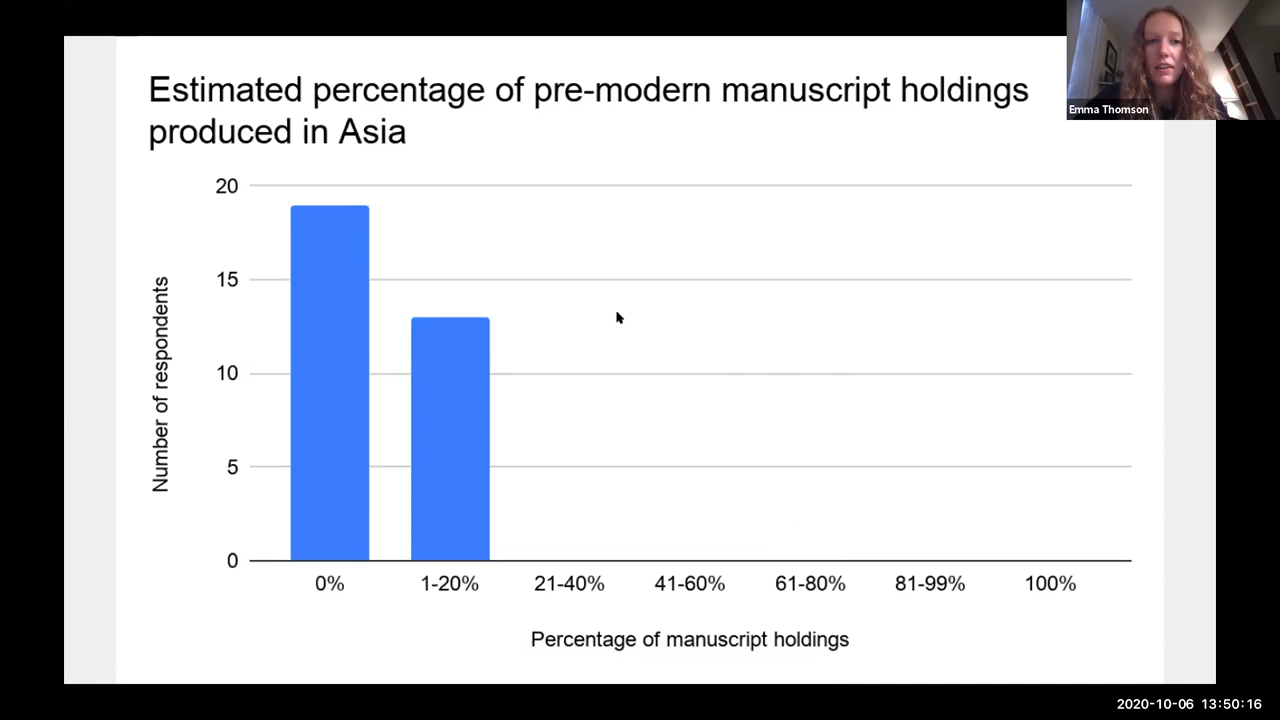 Estimated percentage of pre-modern manuscript holdings
produced in Asia
Emma Thomson
20
15
10
5
0
Number of respondents
0% 1-20% 21-40% 41-60% 61-80% 81-99% 100%
Percentage of manuscript holdings
2020-10-06 13:50:16